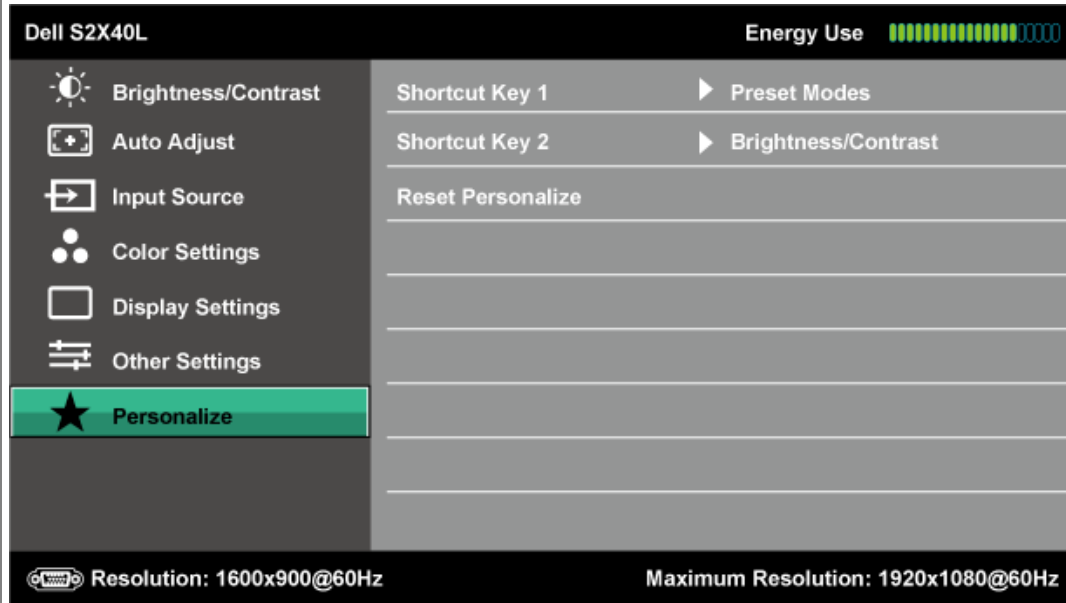 Dell S2X40L
Energy Use
Brightness/Contrast
Auto Adjust
Input Source
Color Settings
Display Settings
Other Settings
Personalize
Shortcut Key 1 Preset Modes
Shortcut Key 2 Brightness/Contrast
Reset Personalize
Resolution: 1600x900@60Hz
Maximum Resolution: 1920x1080@60Hz